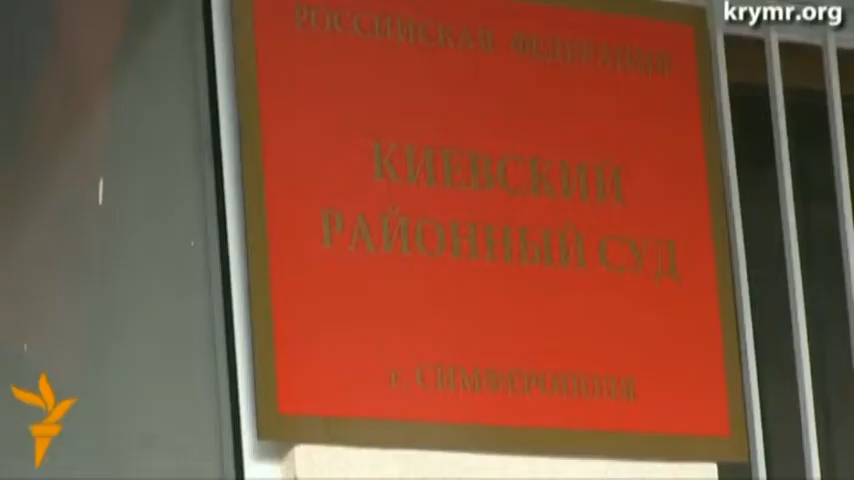 krymr.org
РОССИЙСКАЯ ФЕДЕРАЦИЯ
КИЕВСКИЙ
РАЙОННЫЙ СУД
г. СИМФЕРОПОЛЯ